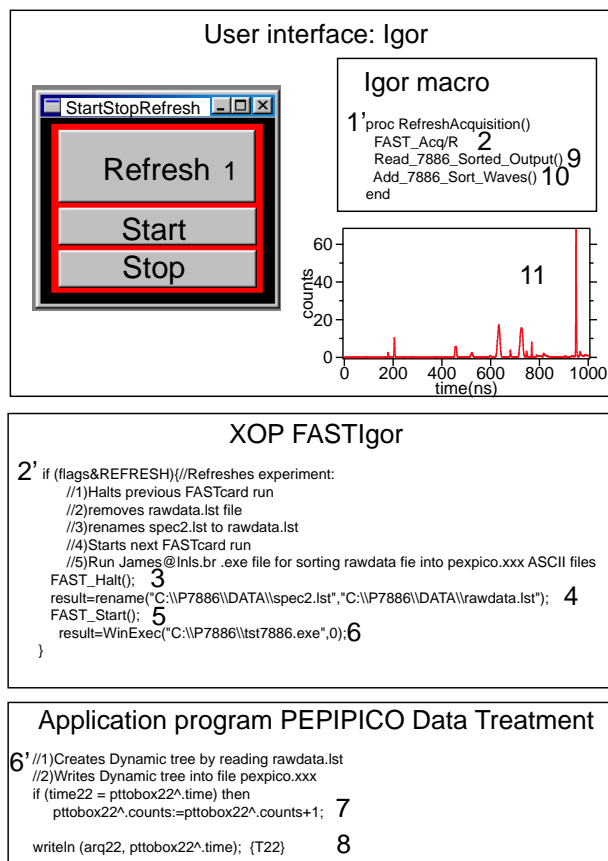 User interface: Igor
StartStopRefresh
Refresh 1
Start
Stop
Igor macro
1’ proc RefreshAcquisition()
FAST_Acq/R 2
Read_7886_Sorted_Output() 9
Add_7886_Sort_Waves() 10
end
60
40
20
0
counts
11
0 200 400 600 800 1000
time(ns)
XOP FASTIgor
2’ if (flags&REFRESH){//Refreshes experiment:
//1)Halts previous FASTcard run
//2)removes rawdata.lst file
//3)renames spec2.lst to rawdata.lst
//4)Starts next FASTcard run
//5)Run James@lnls.br .exe file for sorting rawdata fie into pexpico.xxx ASCII files
FAST_Halt(); 3
result=rename("C:\\P7886\\DATA\\spec2.lst","C:\\P7886\\DATA\\rawdata.lst"); 4
FAST_Start(); 5
result=WinExec("C:\\P7886\\tst7886.exe",0); 6
}
Application program PEPIPICO Data Treatment
6’ //1)Creates Dynamic tree by reading rawdata.lst
//2)Writes Dynamic tree into file pexpico.xxx
if (time22 = pttobox22^.time) then
pttobox22^.counts:=pttobox22^.counts+1; 7
writeln (arq22, pttobox22^.time); {T22} 8